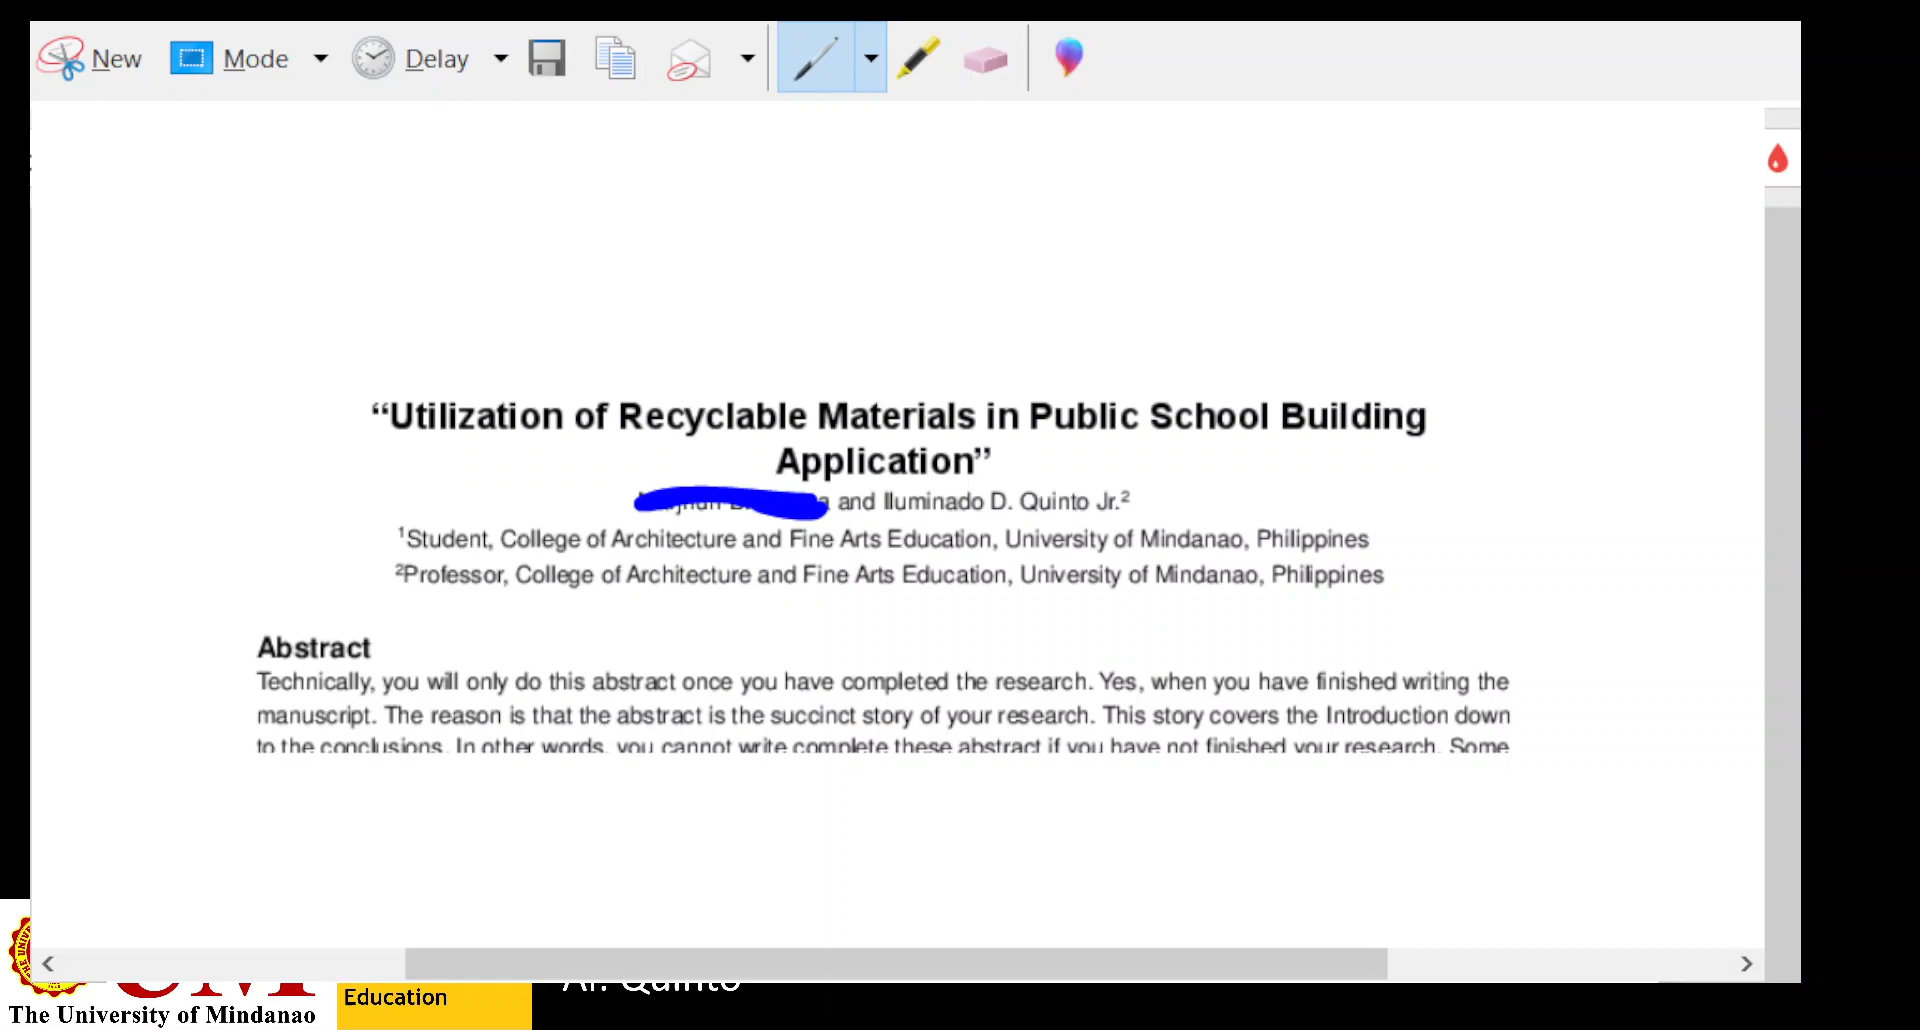 New Mode Delay
“Utilization of Recyclable Materials in Public School Building
Application”
and Iluminado D. Quinto Jr.²
¹Student, College of Architecture and Fine Arts Education, University of Mindanao, Philippines
²Professor, College of Architecture and Fine Arts Education, University of Mindanao, Philippines
Abstract
Technically, you will only do this abstract once you have completed the research. Yes, when you have finished writing the
manuscript. The reason is that the abstract is the succinct story of your research. This story covers the Introduction down
to the conclusions. In other words, you cannot write complete these abstract if you have not finished your research. Some
Education
Ar. Quinto
The University of Mindanao